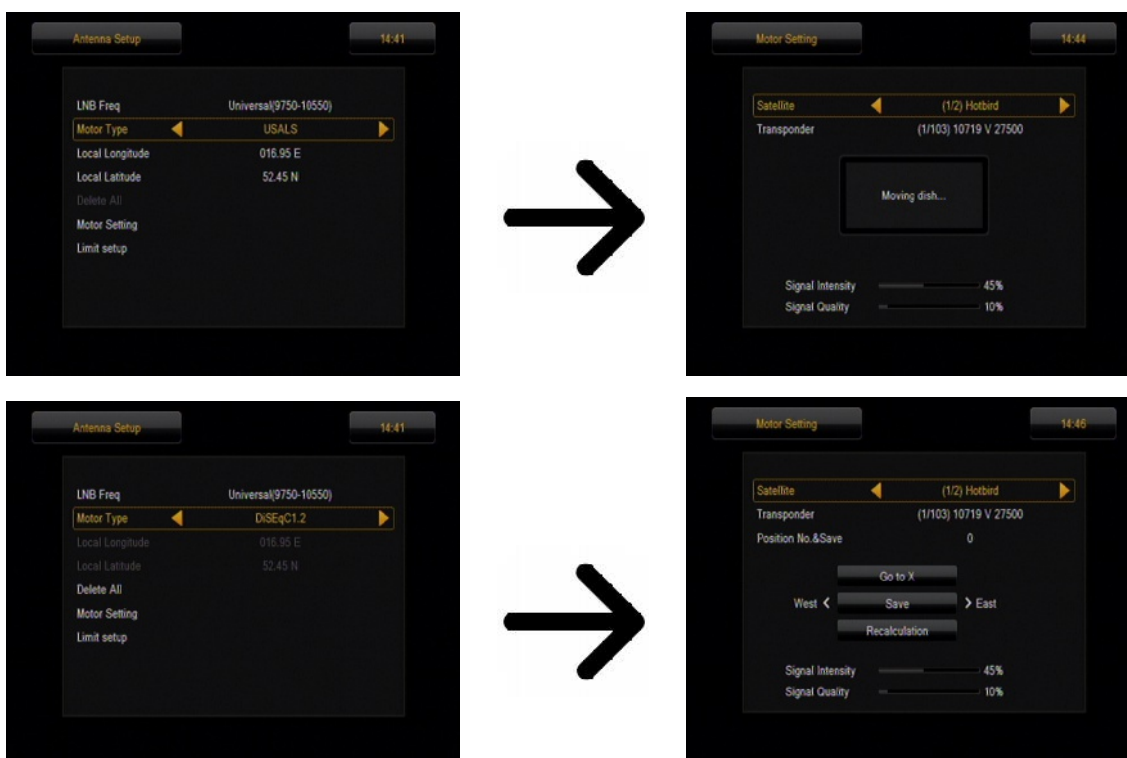 Antenna Setup 14:41
LNB Freq Universal(9750-10550)
Motor Type USALS
Local Longitude 016.95 E
Local Latitude 52.45 N
Delete All
Motor Setting
Limit setup
Motor Setting 14:44
Satellite (1/2) Hotbird
Transponder (1/103) 10719 V 27500
Moving dish...
Signal Intensity 45%
Signal Quality 10%
Antenna Setup 14:41
LNB Freq Universal(9750-10550)
Motor Type DiSEqC1.2
Local Longitude 016.95 E
Local Latitude 52.45 N
Delete All
Motor Setting
Limit setup
Motor Setting 14:46
Satellite (1/2) Hotbird
Transponder (1/103) 10719 V 27500
Position No.&Save 0
Go to X
West < Save > East
Recalculation
Signal Intensity 45%
Signal Quality 10%